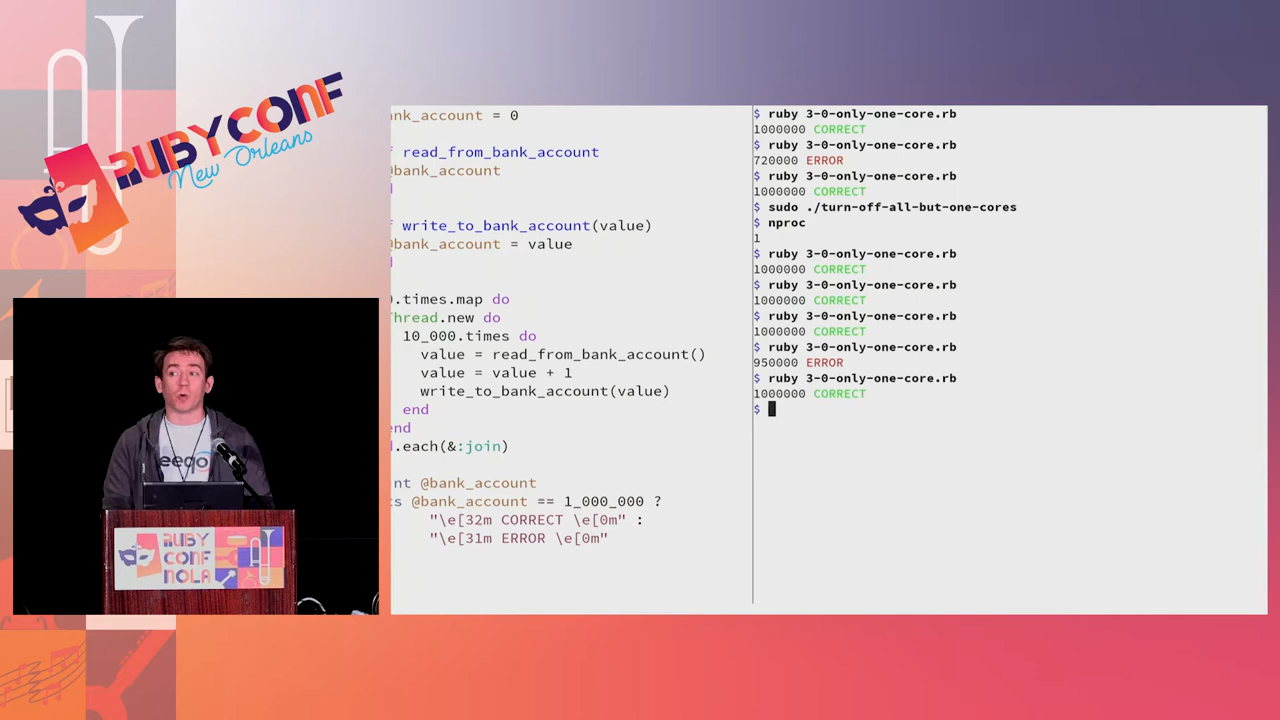 RUBYCONF
New Orleans
eeqo
RUBY
CONF
NOLA
ank_account = 0
read_from_bank_account
bank_account
write_to_bank_account(value)
bank_account = value
.times.map do
Thread.new do
10_000.times do
value = read_from_bank_account()
value = value + 1
write_to_bank_account(value)
end
end
.each(&:join)
nt @bank_account
ts @bank_account == 1_000_000 ?
"\e[32m CORRECT \e[0m" :
"\e[31m ERROR \e[0m"
$ ruby 3-0-only-one-core.rb
1000000 CORRECT
$ ruby 3-0-only-one-core.rb
720000 ERROR
$ ruby 3-0-only-one-core.rb
1000000 CORRECT
$ sudo ./turn-off-all-but-one-cores
$ nproc
1
$ ruby 3-0-only-one-core.rb
1000000 CORRECT
$ ruby 3-0-only-one-core.rb
1000000 CORRECT
$ ruby 3-0-only-one-core.rb
1000000 CORRECT
$ ruby 3-0-only-one-core.rb
950000 ERROR
$ ruby 3-0-only-one-core.rb
1000000 CORRECT
$